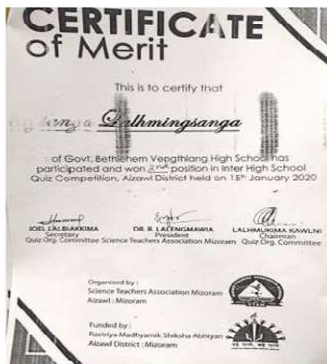 CERTIFICATE
of Merit
This is to certify that
Lalhmingsanga
of Govt. Bethlehem Vengthlang High School has
participated and won 2nd position in Inter High School
Quiz Competition, Aizawl District held on 15th January 2020
JOEL LALBIAKKIMA DR. R. LALENGMAWIA LALHMUKIMA KAWLNI
Secretary President Chairman
Quiz Org. Committee Science Teachers Association Mizoram Quiz Org. Committee
Organised by :
Science Teachers Association Mizoram
Aizawl : Mizoram
Funded by :
Rashtriya Madhyamik Shiksha Abhiyan
Aizawl District : Mizoram